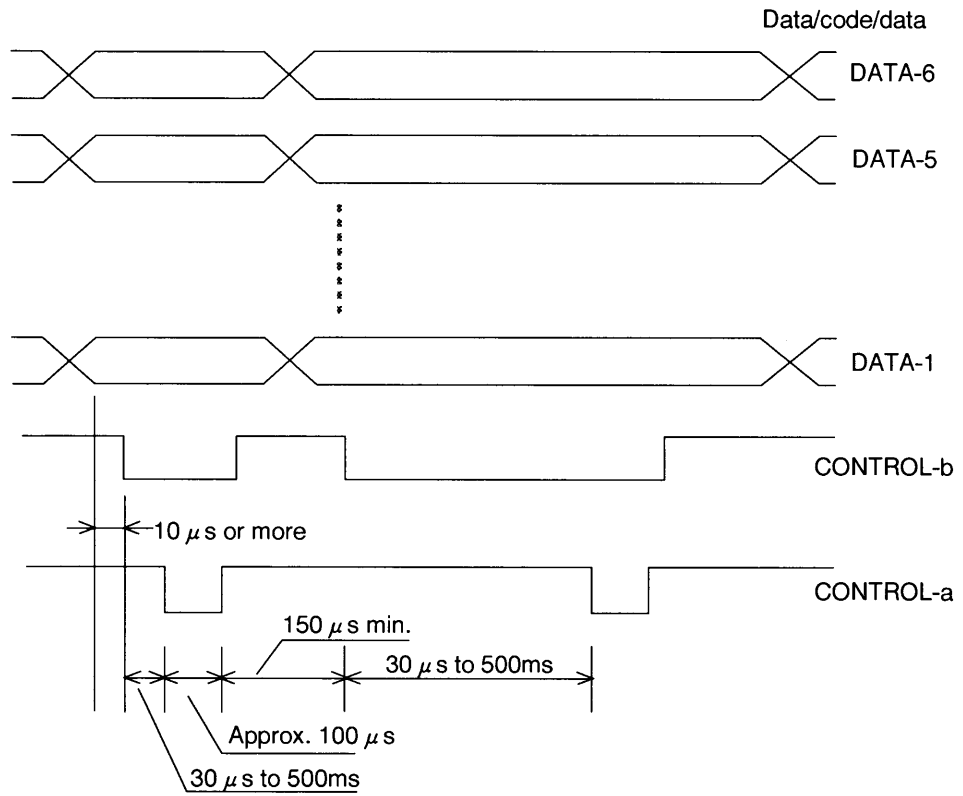 Data/code/data
DATA-6
DATA-5
DATA-1
CONTROL-b
10 μs or more
CONTROL-a
150 μs min.
30 μs to 500ms
Approx. 100 μs
30 μs to 500ms